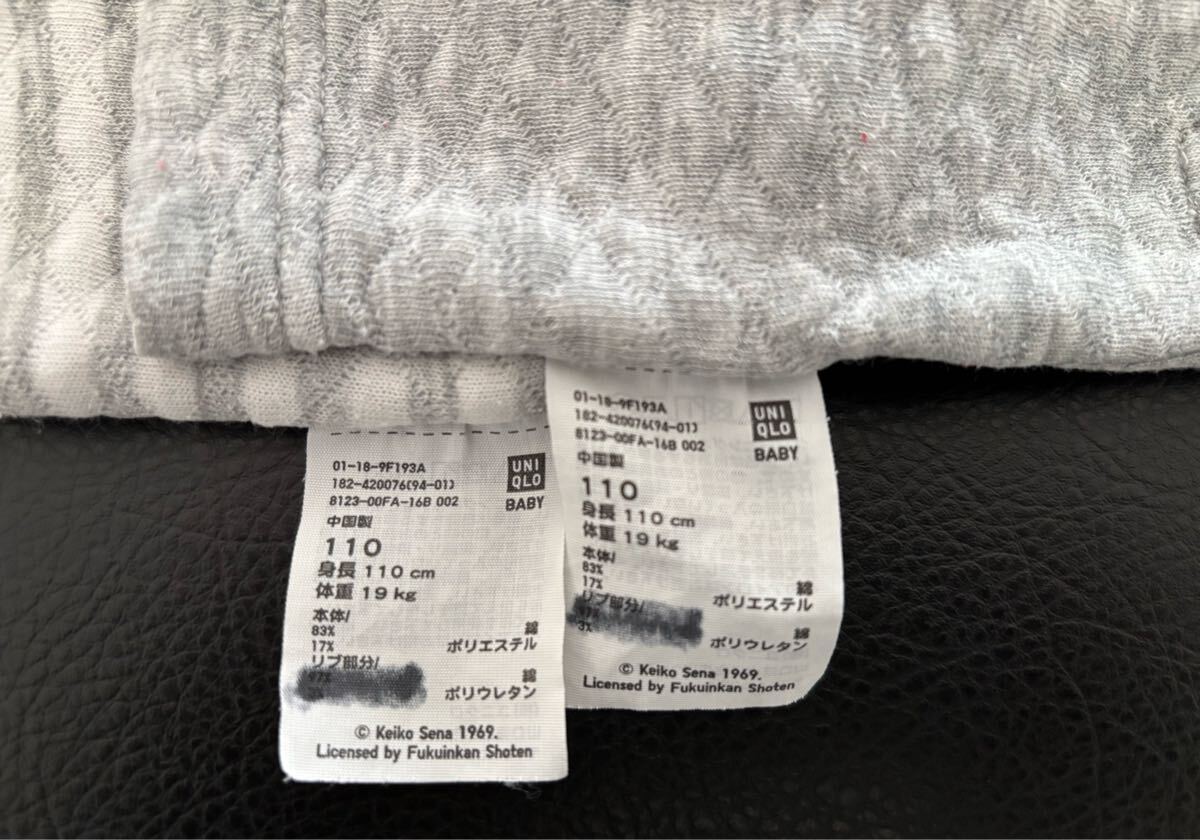 01-18-9F193A
182-420076(94-01)
8123-00FA-16B 002
UNI
QLO
BABY
中国製
110
身長 110 cm
体重 19 kg
本体/
83% 綿
17% ポリエステル
リブ部分/
97% 綿
ポリウレタン
© Keiko Sena 1969.
Licensed by Fukuinkan Shoten
01-18-9F193A
182-420076(94-01)
8123-00FA-16B 002
UNI
QLO
BABY
中国製
110
身長 110 cm
体重 19 kg
本体/
83% 綿
17% ポリエステル
リブ部分/
97% 綿
3% ポリウレタン
© Keiko Sena 1969.
Licensed by Fukuinkan Shoten